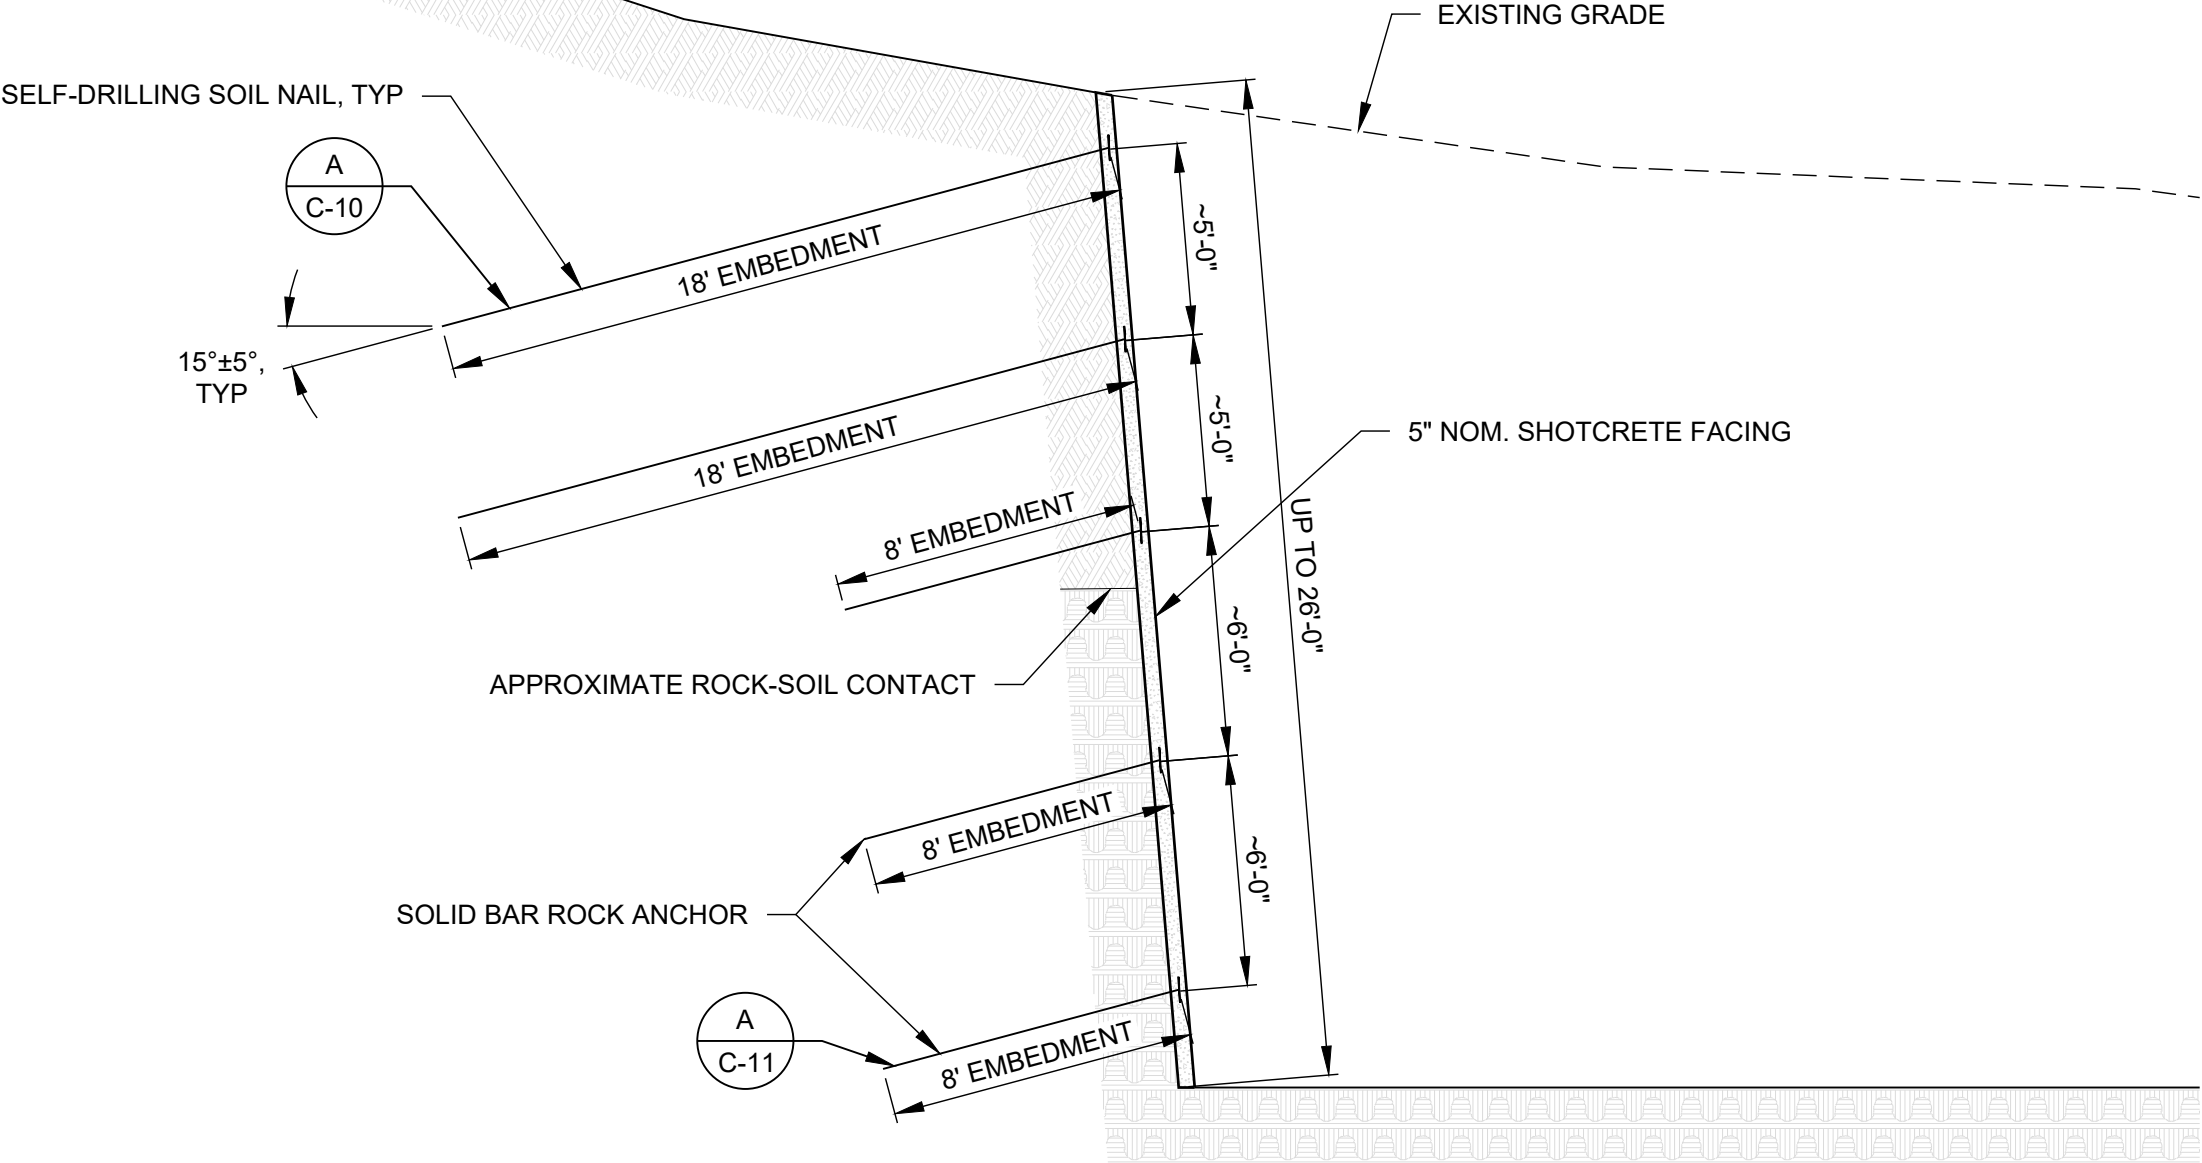 EXISTING GRADE
SELF-DRILLING SOIL NAIL, TYP
A
C-10
18' EMBEDMENT
~5'-0"
15°±5°,
TYP
18' EMBEDMENT
~5'-0"
5" NOM. SHOTCRETE FACING
8' EMBEDMENT
UP TO 26'-0"
~6'-0"
APPROXIMATE ROCK-SOIL CONTACT
8' EMBEDMENT
~6'-0"
SOLID BAR ROCK ANCHOR
A
C-11
8' EMBEDMENT